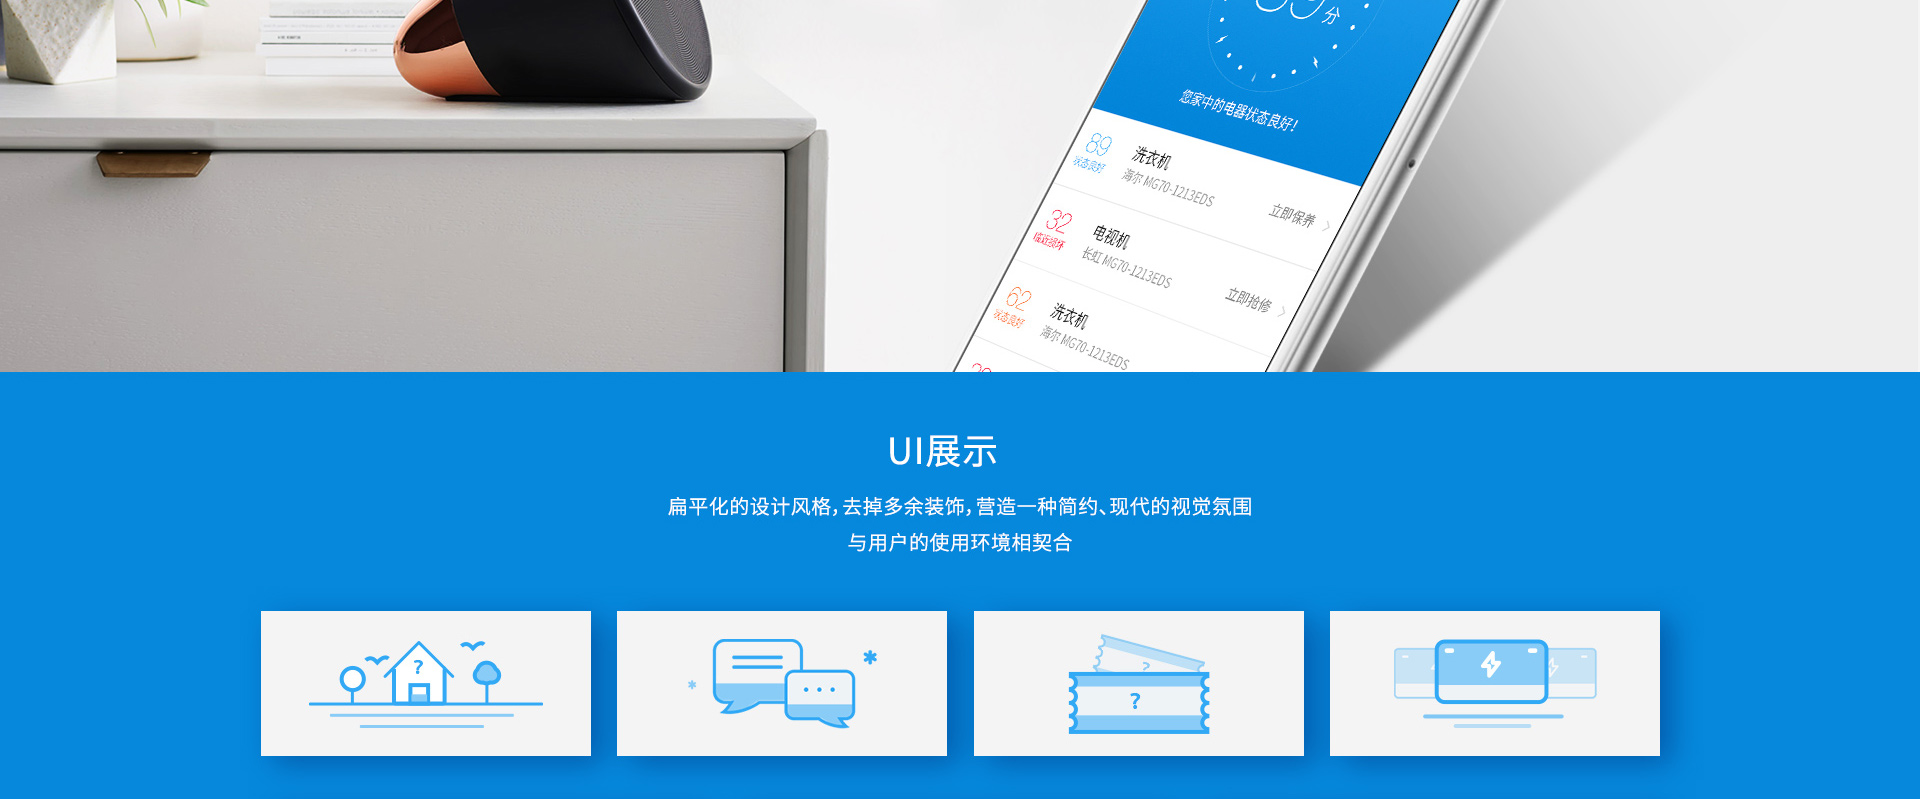 分
您家中的电器状态良好!
89
状态良好
洗衣机
海尔 MG70-1213EDS
立即保养
32
临近损坏
电视机
长虹 MG70-1213EDS
立即抢修
62
状态良好
洗衣机
海尔 MG70-1213EDS
UI展示
扁平化的设计风格,去掉多余装饰,营造一种简约、现代的视觉氛围
与用户的使用环境相契合
?
?
?